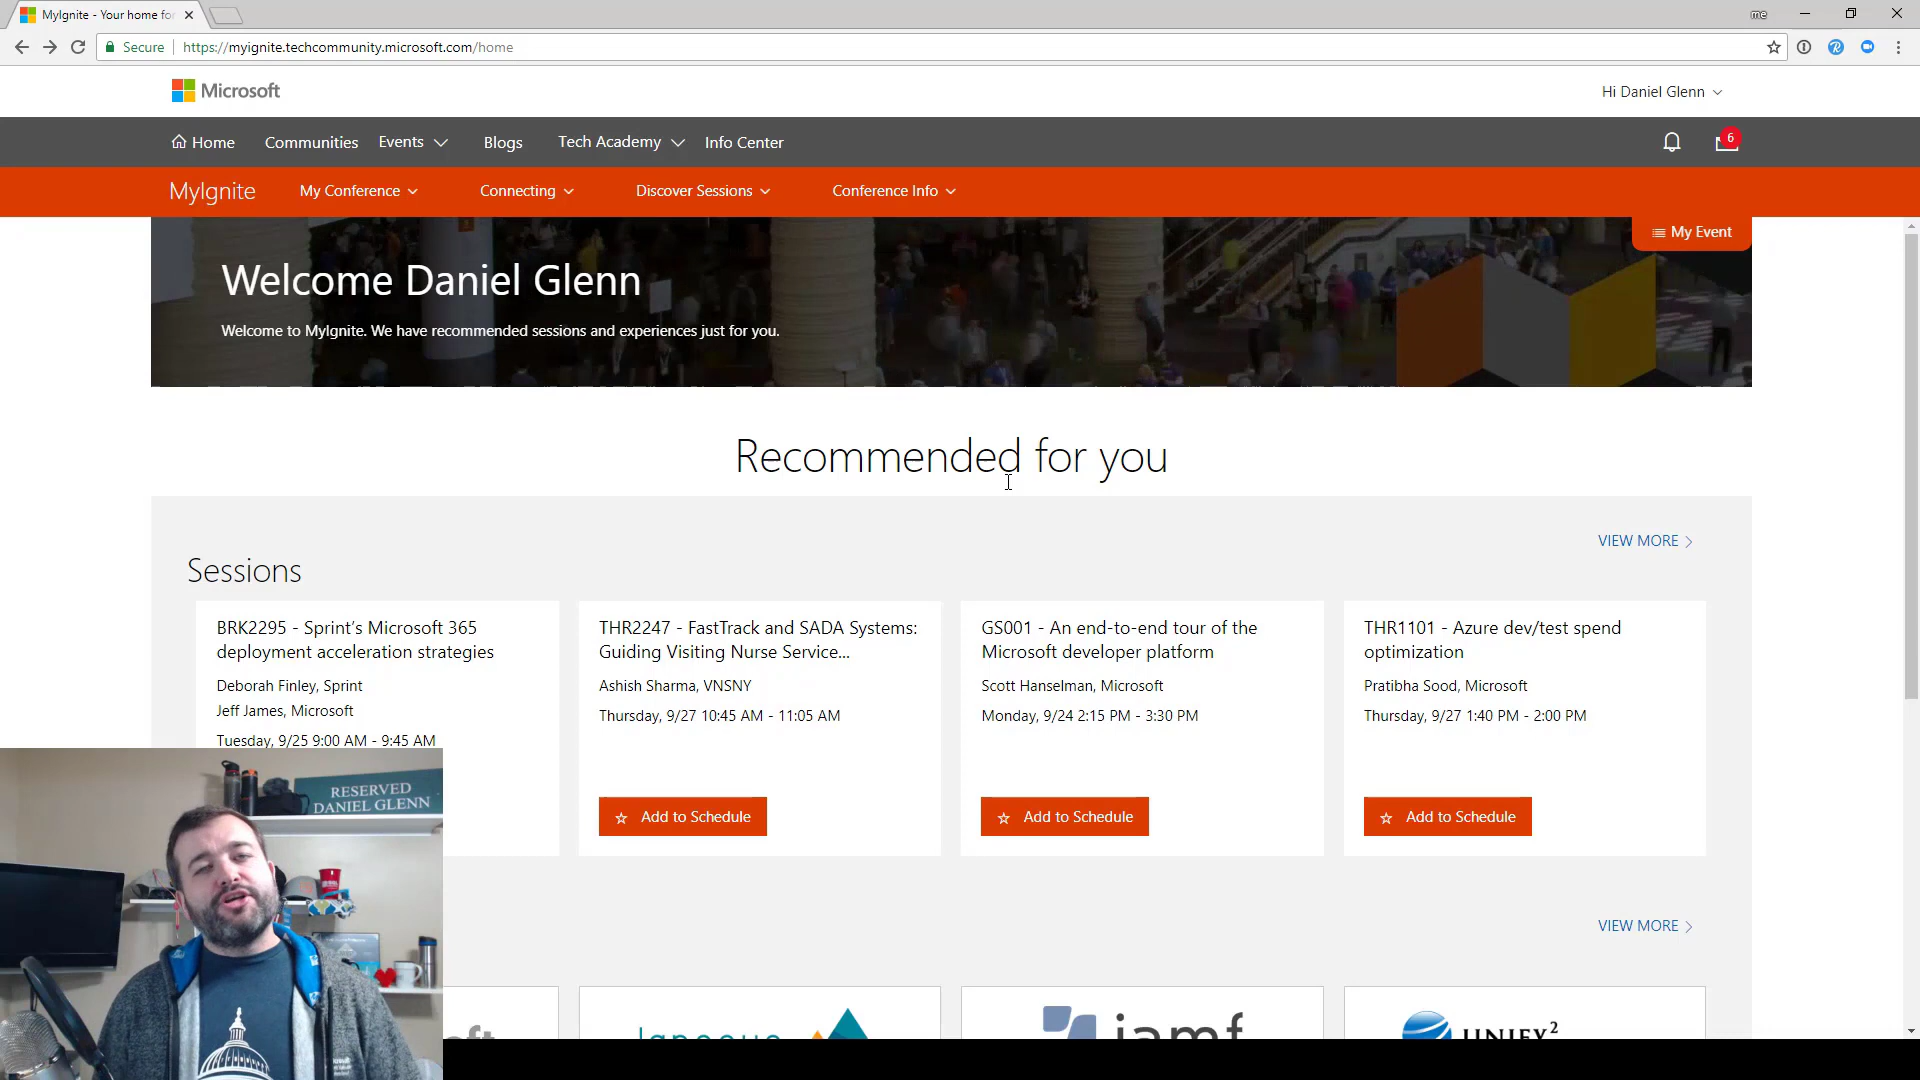 MyIgnite - Your home for
me
Secure
https://myignite.techcommunity.microsoft.com/home
Microsoft
Hi Daniel Glenn
Home
Communities
Events
Blogs
Tech Academy
Info Center
6
MyIgnite
My Conference
Connecting
Discover Sessions
Conference Info
My Event
Welcome Daniel Glenn
Welcome to MyIgnite. We have recommended sessions and experiences just for you.
Recommended for you
VIEW MORE
Sessions
BRK2295 - Sprint’s Microsoft 365
deployment acceleration strategies
Deborah Finley, Sprint
Jeff James, Microsoft
Tuesday, 9/25 9:00 AM - 9:45 AM
THR2247 - FastTrack and SADA Systems:
Guiding Visiting Nurse Service...
Ashish Sharma, VNSNY
Thursday, 9/27 10:45 AM - 11:05 AM
Add to Schedule
GS001 - An end-to-end tour of the
Microsoft developer platform
Scott Hanselman, Microsoft
Monday, 9/24 2:15 PM - 3:30 PM
Add to Schedule
THR1101 - Azure dev/test spend
optimization
Pratibha Sood, Microsoft
Thursday, 9/27 1:40 PM - 2:00 PM
Add to Schedule
RESERVED
DANIEL GLENN
VIEW MORE
jamf
UNIFY²